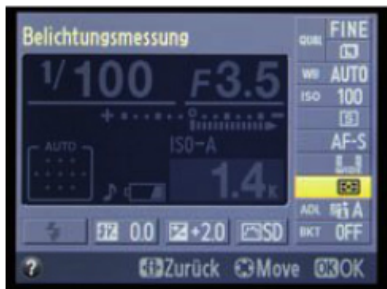 Belichtungsmessung
QUAL FINE
L
1/100 F3.5
WB AUTO
ISO 100
S
AUTO ISO-A
AF-S
1.4K
ADL A
0.0 +2.0 SD
BKT OFF
? Zurück Move OK OK